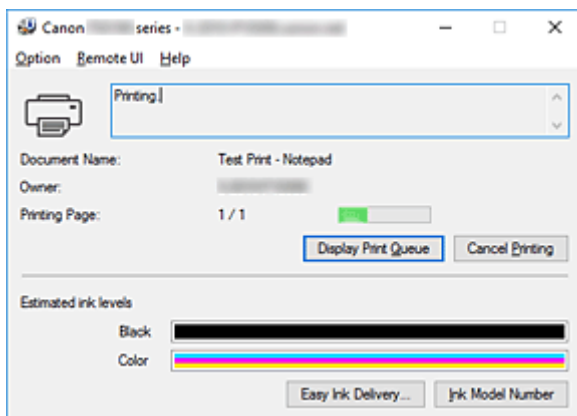 Canon series -
Option Remote UI Help
Printing.
Document Name: Test Print - Notepad
Owner:
Printing Page: 1 / 1
Display Print Queue Cancel Printing
Estimated ink levels
Black
Color
Easy Ink Delivery... Ink Model Number